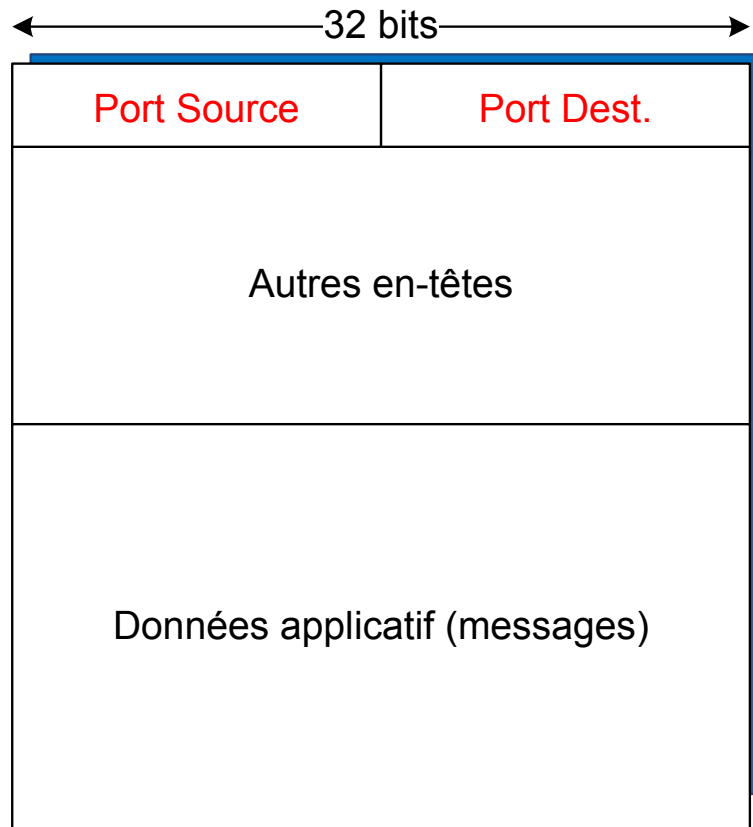 32 bits
Port Source
Port Dest.
Autres en-têtes
Données applicatif (messages)